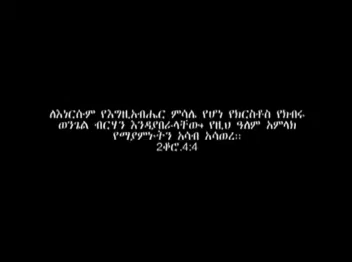 ለእነርሱም የእግዚአብሔር ምሳሌ የሆነ የክርስቶስ የክብሩ
ወንጌል ብርሃን እንዳያበራላቸው፥ የዚህ ዓለም አምላክ
የማያምኑትን አሳብ አሳወረ።
2ቆሮ.4:4